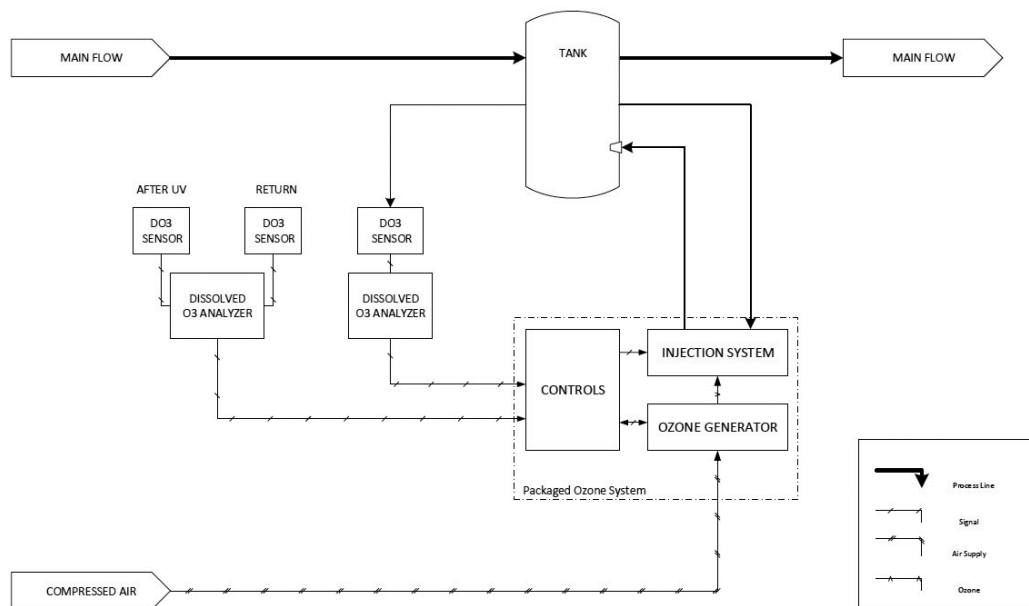 MAIN FLOW
TANK
MAIN FLOW
AFTER UV
RETURN
DO3
SENSOR
DO3
SENSOR
DO3
SENSOR
DISSOLVED
O3 ANALYZER
DISSOLVED
O3 ANALYZER
CONTROLS
INJECTION SYSTEM
OZONE GENERATOR
Packaged Ozone System
COMPRESSED AIR
Process Line
Signal
Air Supply
Ozone